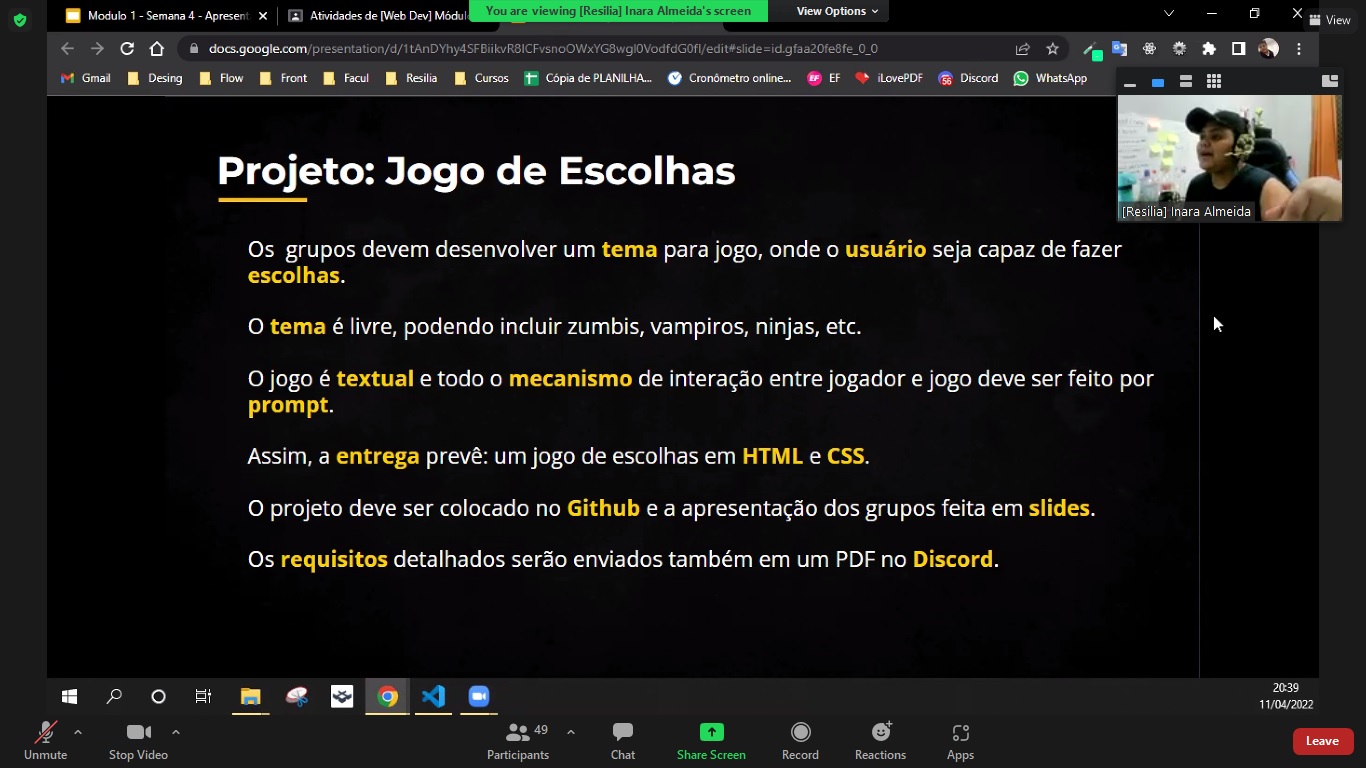 You are viewing [Resilia] Inara Almeida's screen
View Options
View
Modulo 1 - Semana 4 - Apresent
Atividades de [Web Dev] Módul
docs.google.com/presentation/d/1tAnDYhy4SFBiikvR8ICFvsnoOWxYG8wgl0VodfdG0fI/edit#slide=id.gfaa20fe8fe_0_0
Gmail
Desing
Flow
Front
Facul
Resilia
Cursos
Cópia de PLANILHA...
Cronômetro online...
EF
iLovePDF
56
Discord
WhatsApp
[Resilia] Inara Almeida
Projeto: Jogo de Escolhas
Os grupos devem desenvolver um tema para jogo, onde o usuário seja capaz de fazer
escolhas.
O tema é livre, podendo incluir zumbis, vampiros, ninjas, etc.
O jogo é textual e todo o mecanismo de interação entre jogador e jogo deve ser feito por
prompt.
Assim, a entrega prevê: um jogo de escolhas em HTML e CSS.
O projeto deve ser colocado no Github e a apresentação dos grupos feita em slides.
Os requisitos detalhados serão enviados também em um PDF no Discord.
20:39
11/04/2022
Unmute
Stop Video
49
Participants
Chat
Share Screen
Record
Reactions
Apps
Leave